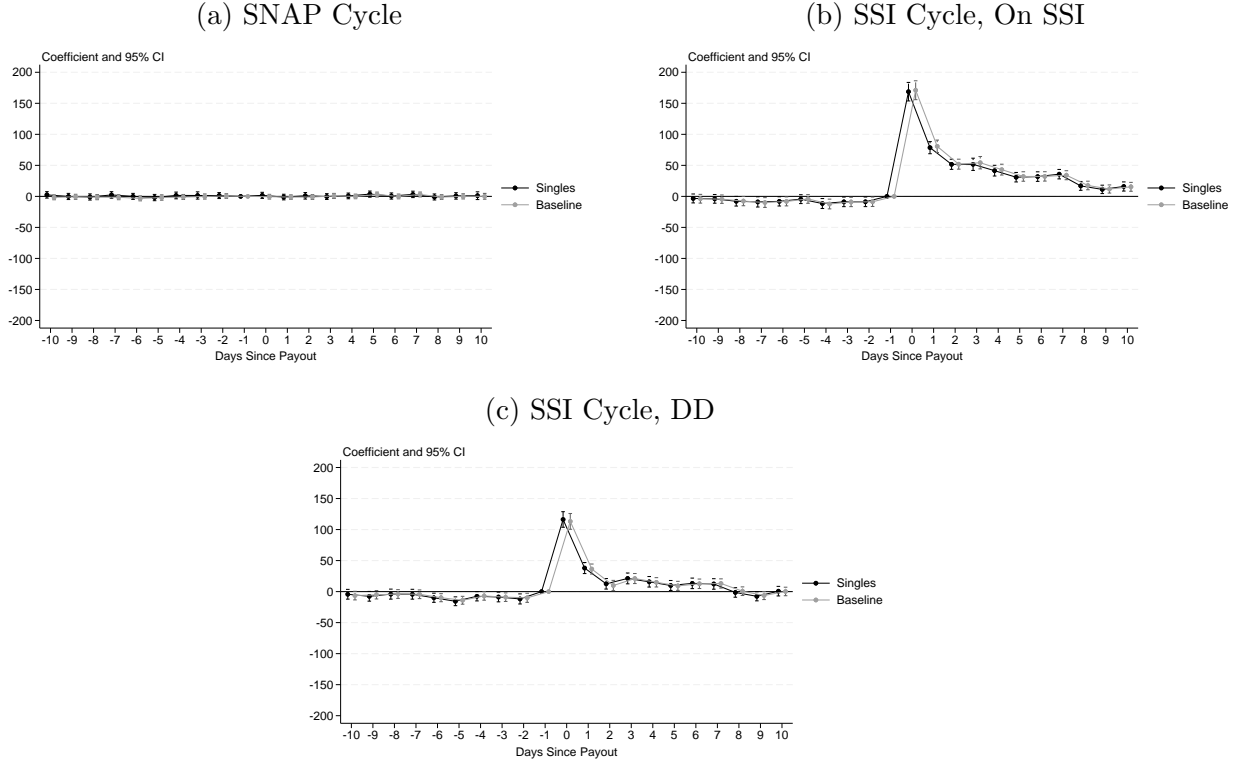 (a) SNAP Cycle
Coefficient and 95% CI
200
150
100
50
0
-50
-100
-150
-200
-10 -9 -8 -7 -6 -5 -4 -3 -2 -1 0 1 2 3 4 5 6 7 8 9 10
Days Since Payout
Singles
Baseline
(b) SSI Cycle, On SSI
Coefficient and 95% CI
200
150
100
50
0
-50
-100
-150
-200
-10 -9 -8 -7 -6 -5 -4 -3 -2 -1 0 1 2 3 4 5 6 7 8 9 10
Days Since Payout
Singles
Baseline
(c) SSI Cycle, DD
Coefficient and 95% CI
200
150
100
50
0
-50
-100
-150
-200
-10 -9 -8 -7 -6 -5 -4 -3 -2 -1 0 1 2 3 4 5 6 7 8 9 10
Days Since Payout
Singles
Baseline